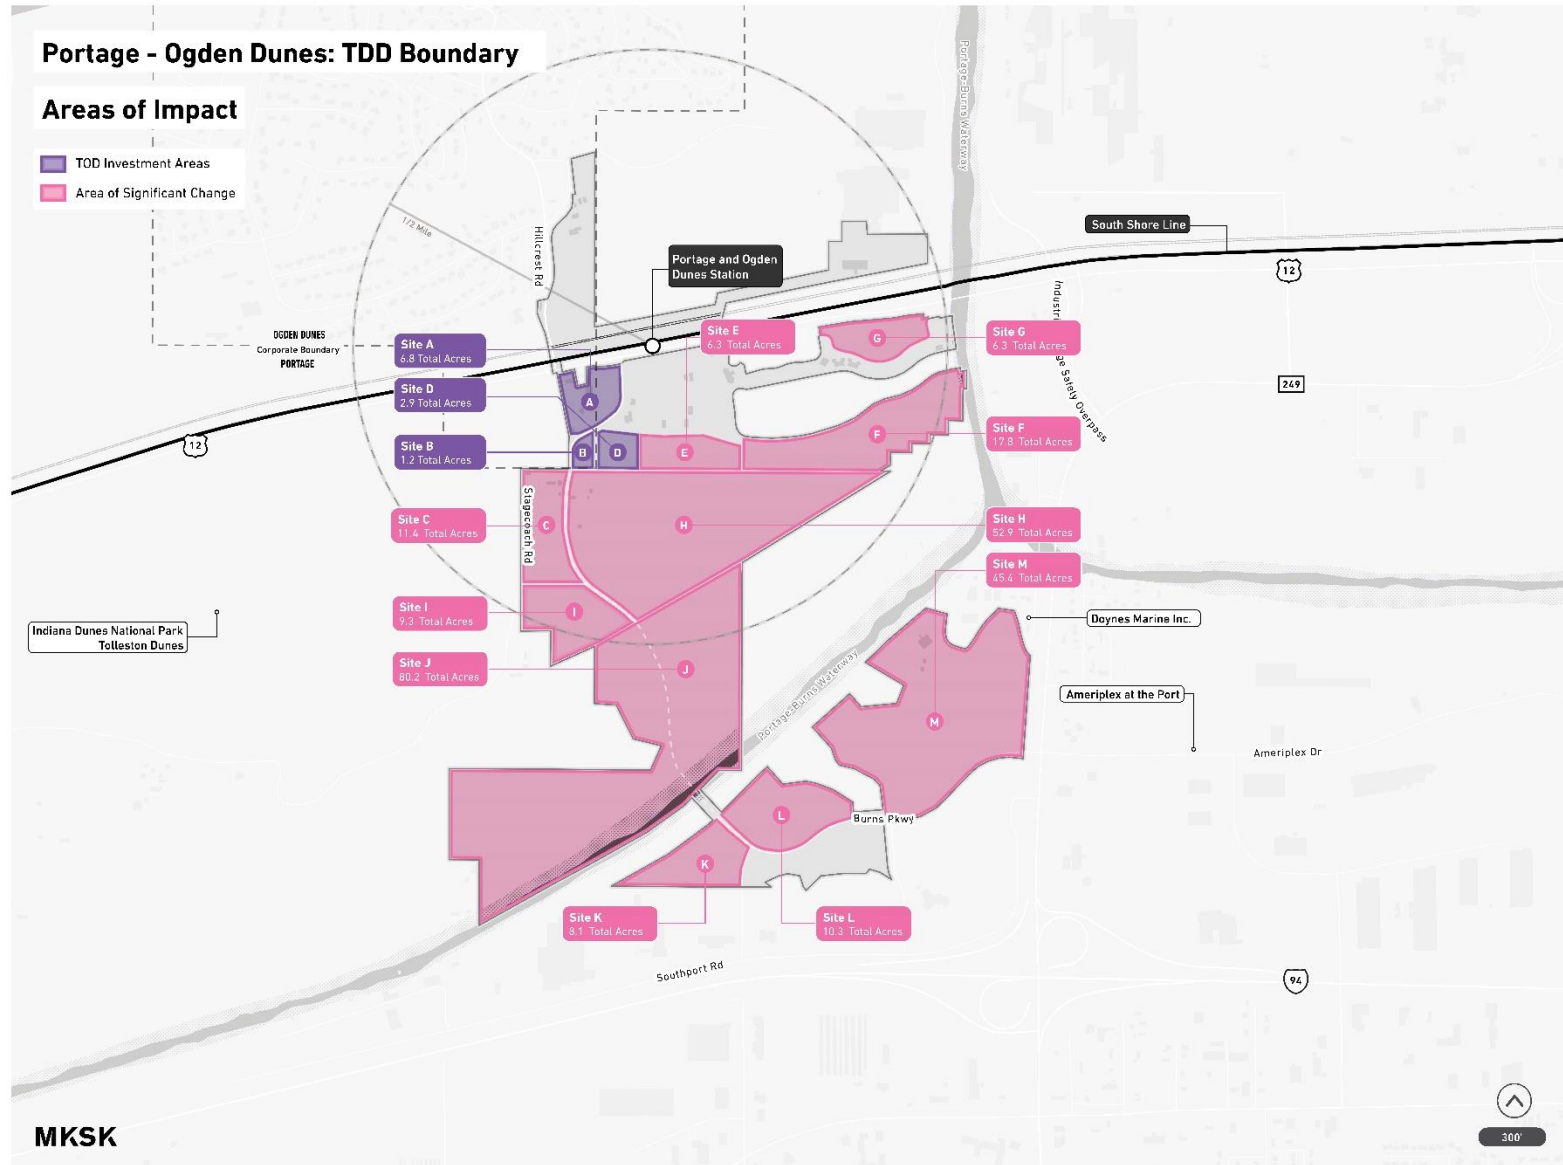 Portage - Ogden Dunes: TDD Boundary
Areas of Impact
TOD Investment Areas
Area of Significant Change
1/2 Mile
Hillcrest Rd
Portage-Burns Waterway
South Shore Line
12
Portage and Ogden
Dunes Station
OGDEN DUNES
Corporate Boundary
PORTAGE
Site A
6.8 Total Acres
Site E
6.3 Total Acres
Site G
6.3 Total Acres
Site D
2.9 Total Acres
249
Site B
1.2 Total Acres
Site F
17.8 Total Acres
12
A
B
D
E
F
G
Safety Overpass
Site C
11.4 Total Acres
Stagecoach Rd
C
H
Site H
52.9 Total Acres
Site M
45.4 Total Acres
Site I
9.3 Total Acres
I
Doynes Marine Inc.
Indiana Dunes National Park
Tolleston Dunes
Site J
80.2 Total Acres
J
Portage-Burns Waterway
Ameriplex at the Port
M
Ameriplex Dr
L
Burns Pkwy
K
Site K
8.1 Total Acres
Site L
10.3 Total Acres
Southport Rd
94
MKSK
300'